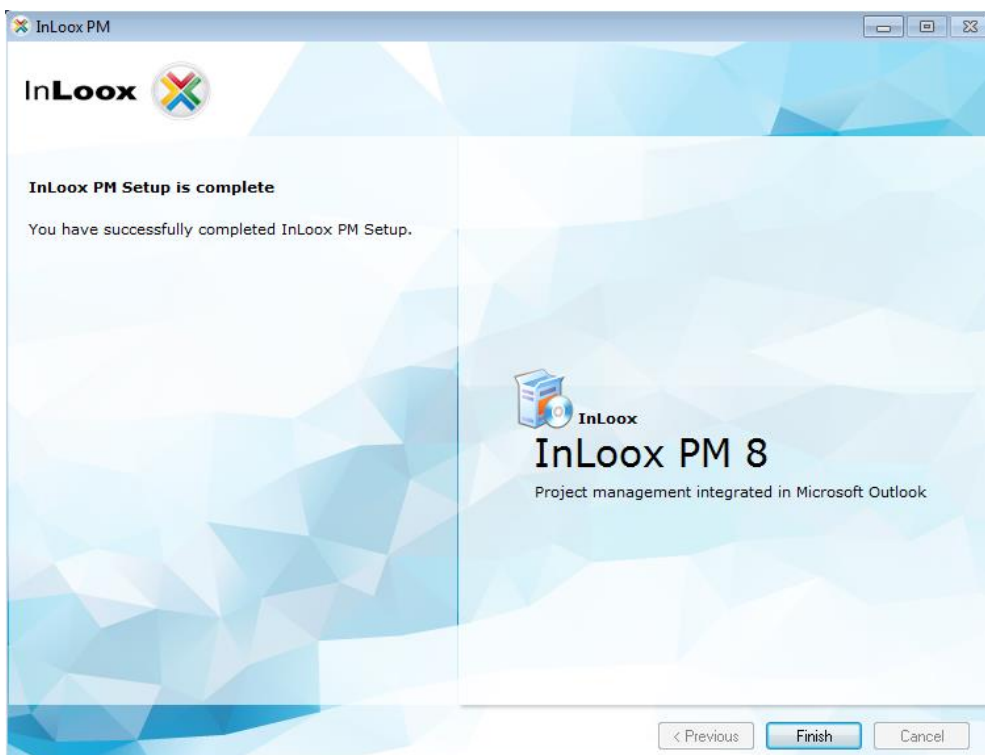 InLoox PM
InLoox
InLoox PM Setup is complete
You have successfully completed InLoox PM Setup.
InLoox
InLoox PM 8
Project management integrated in Microsoft Outlook
< Previous
Finish
Cancel